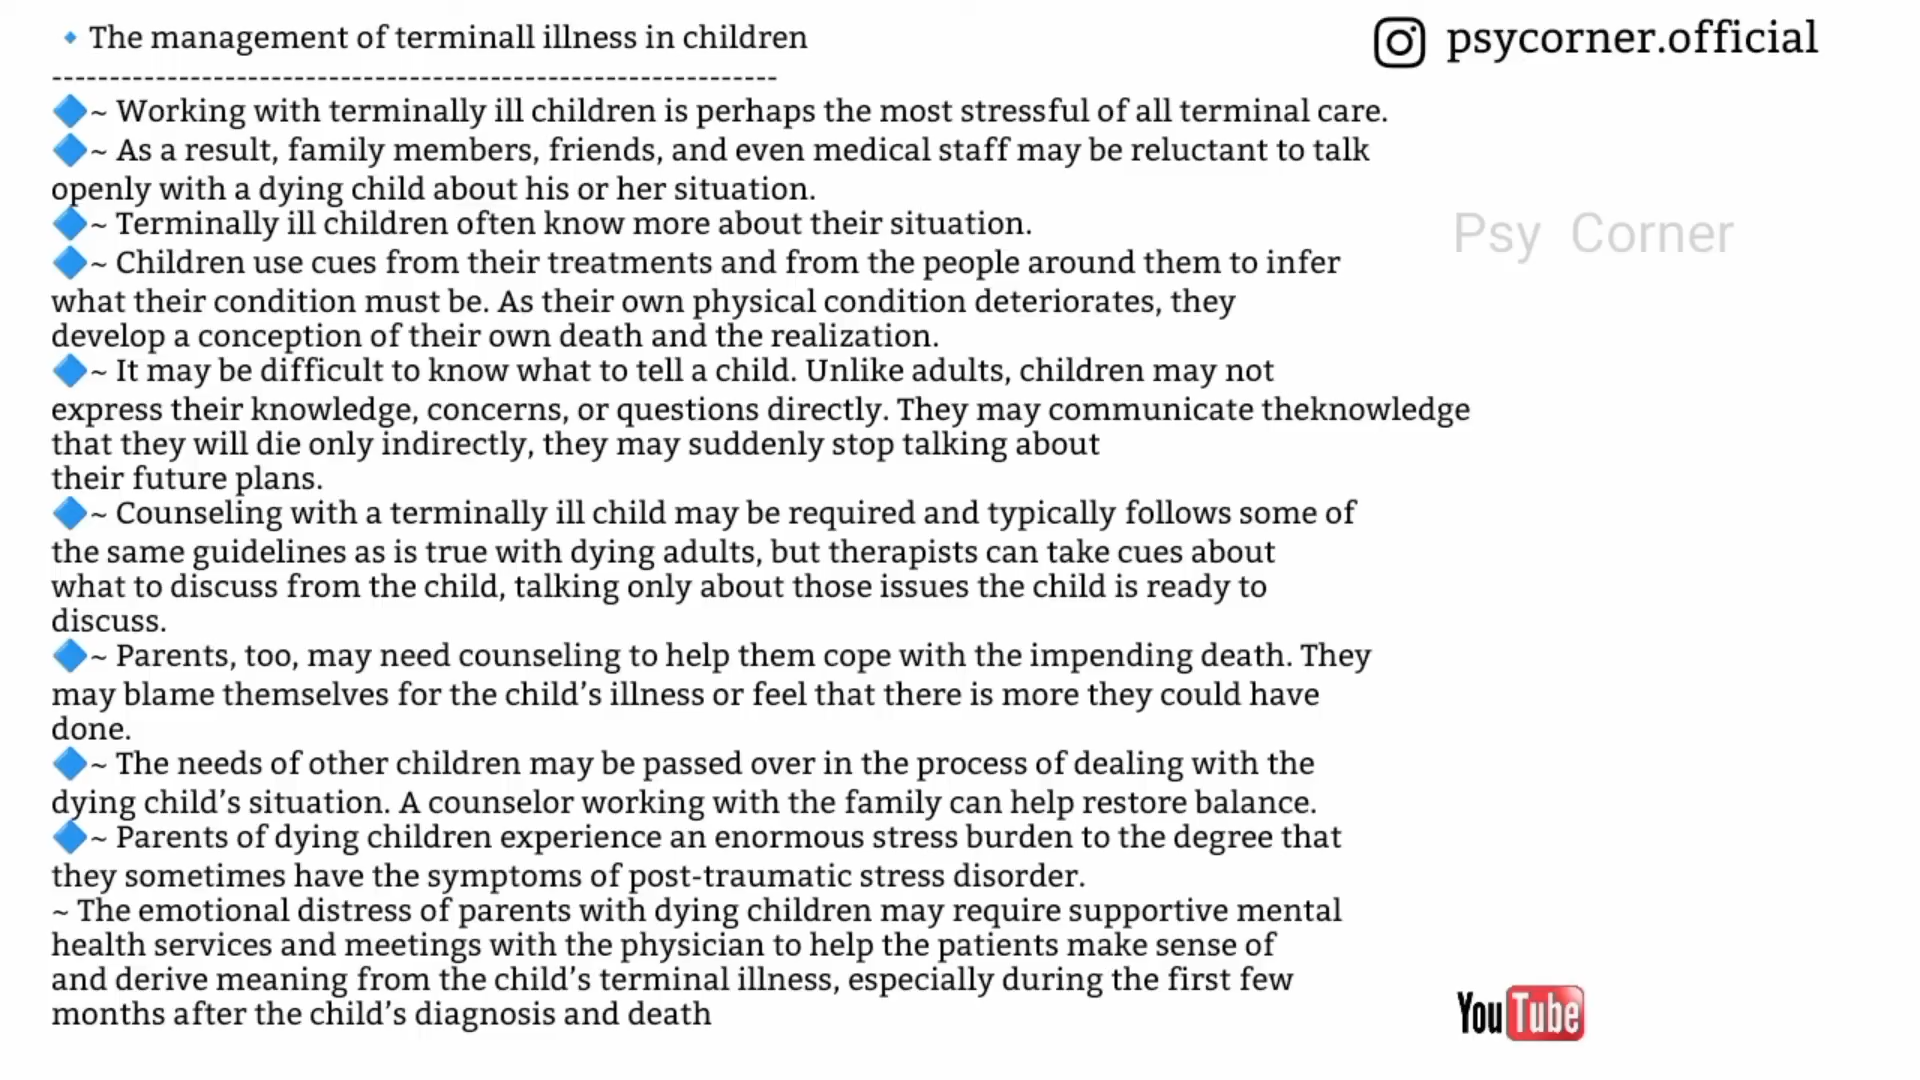 🔹The management of terminall illness in children
psycorner.official
--------------------------------------------------------------
🔷~ Working with terminally ill children is perhaps the most stressful of all terminal care.
🔷~ As a result, family members, friends, and even medical staff may be reluctant to talk
openly with a dying child about his or her situation.
🔷~ Terminally ill children often know more about their situation.
Psy Corner
🔷~ Children use cues from their treatments and from the people around them to infer
what their condition must be. As their own physical condition deteriorates, they
develop a conception of their own death and the realization.
🔷~ It may be difficult to know what to tell a child. Unlike adults, children may not
express their knowledge, concerns, or questions directly. They may communicate theknowledge
that they will die only indirectly, they may suddenly stop talking about
their future plans.
🔷~ Counseling with a terminally ill child may be required and typically follows some of
the same guidelines as is true with dying adults, but therapists can take cues about
what to discuss from the child, talking only about those issues the child is ready to
discuss.
🔷~ Parents, too, may need counseling to help them cope with the impending death. They
may blame themselves for the child’s illness or feel that there is more they could have
done.
🔷~ The needs of other children may be passed over in the process of dealing with the
dying child’s situation. A counselor working with the family can help restore balance.
🔷~ Parents of dying children experience an enormous stress burden to the degree that
they sometimes have the symptoms of post-traumatic stress disorder.
~ The emotional distress of parents with dying children may require supportive mental
health services and meetings with the physician to help the patients make sense of
and derive meaning from the child’s terminal illness, especially during the first few
months after the child’s diagnosis and death
YouTube